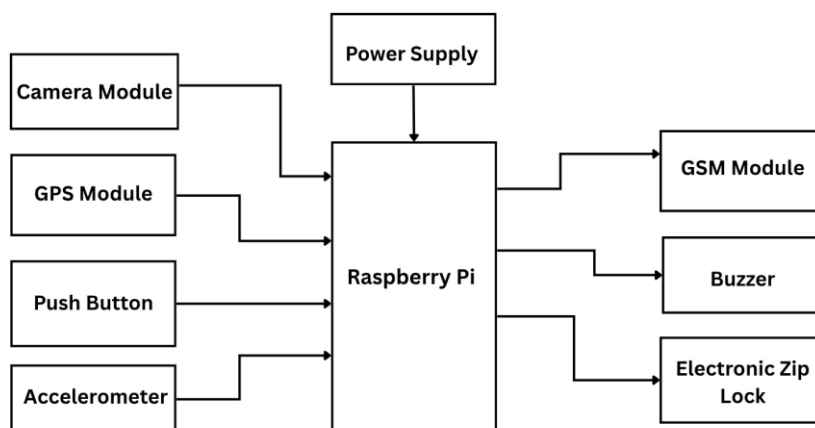 Power Supply
Camera Module
GPS Module
Push Button
Accelerometer
Raspberry Pi
GSM Module
Buzzer
Electronic Zip
Lock